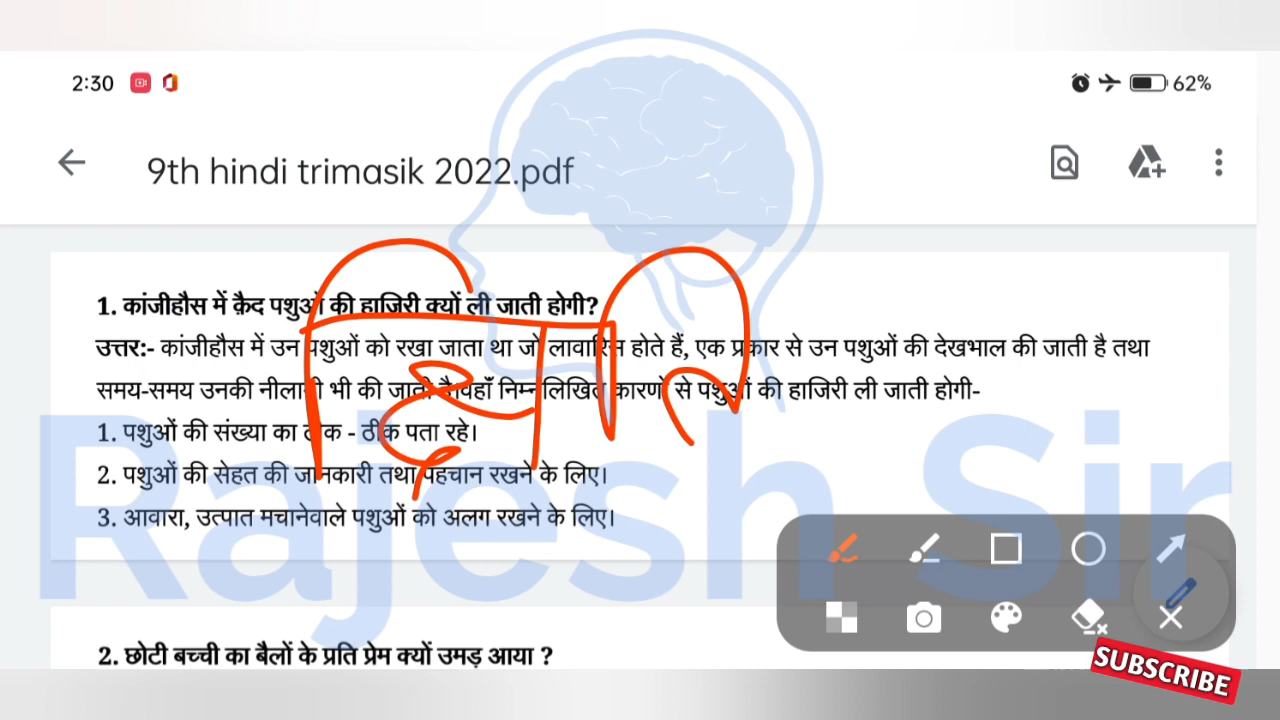 2:30 62%
9th hindi trimasik 2022.pdf
1. कांजीहौस में क़ैद पशुओं की हाजिरी क्यों ली जाती होगी?
उत्तर:- कांजीहौस में उन पशुओं को रखा जाता था जो लावारिस होते हैं, एक प्रकार से उन पशुओं की देखभाल की जाती है तथा
समय-समय उनकी नीलामी भी की जाती है।वहाँ निम्नलिखित कारणों से पशुओं की हाजिरी ली जाती होगी-
1. पशुओं की संख्या का ठीक - ठीक पता रहे।
2. पशुओं की सेहत की जानकारी तथा पहचान रखने के लिए।
3. आवारा, उत्पात मचानेवाले पशुओं को अलग रखने के लिए।
Rajesh Sir
2. छोटी बच्ची का बैलों के प्रति प्रेम क्यों उमड़ आया ?
SUBSCRIBE